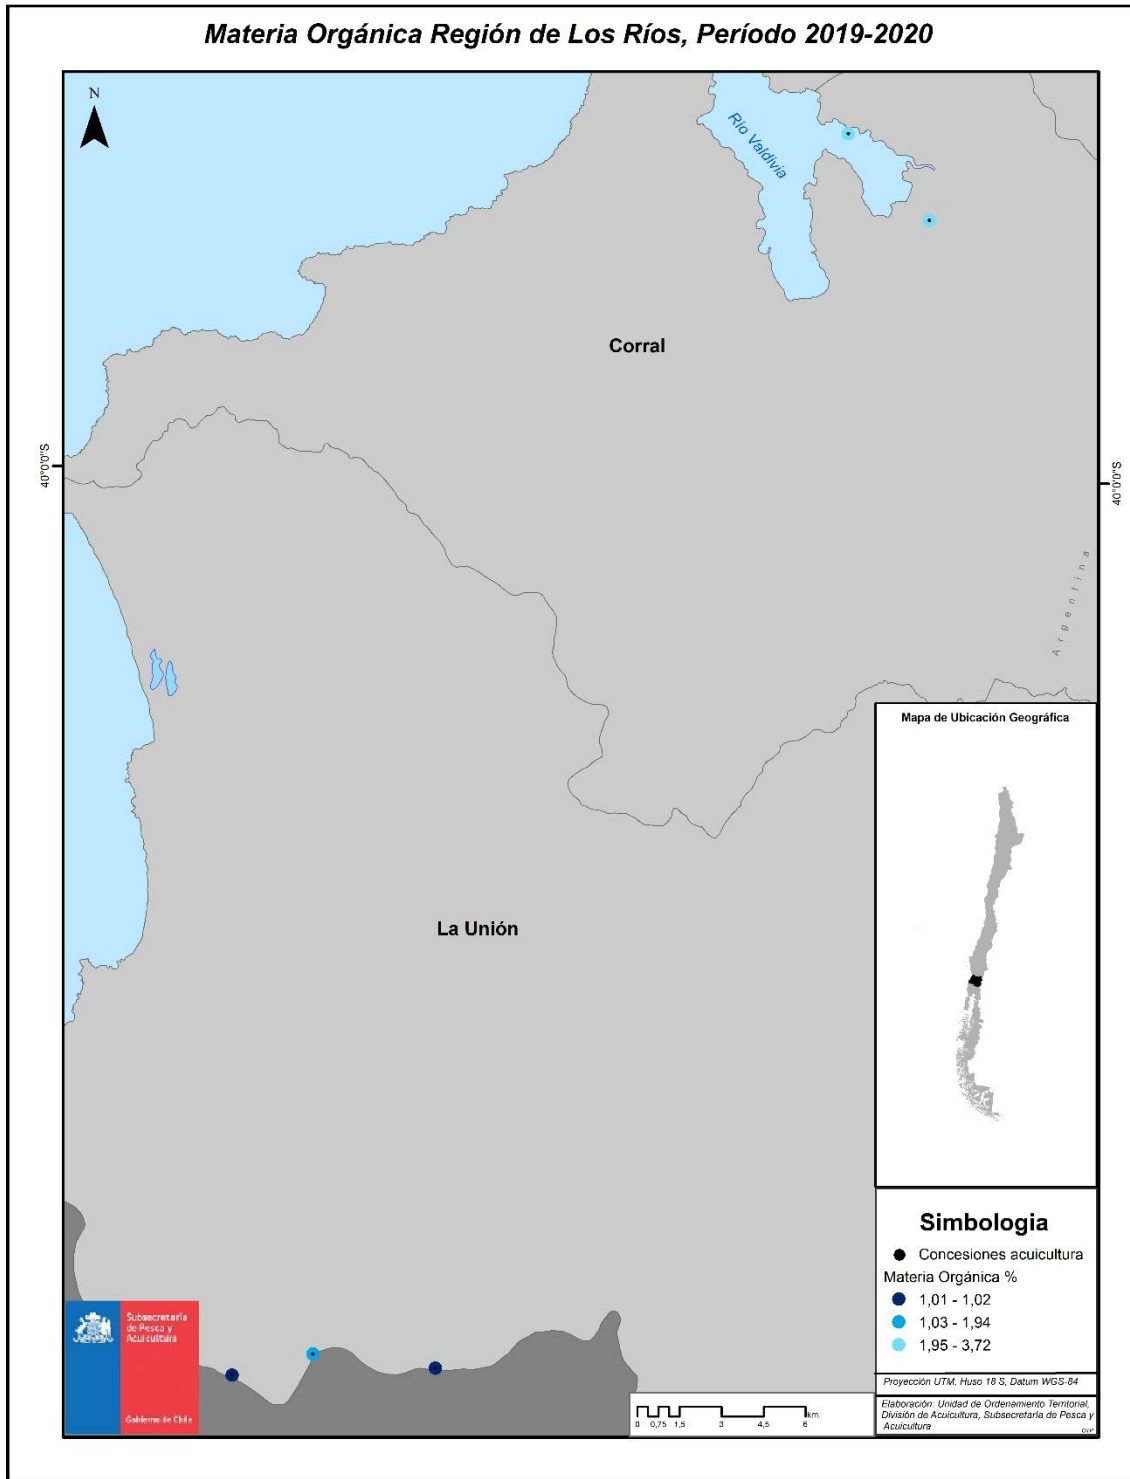 Materia Orgánica Región de Los Ríos, Período 2019-2020
N
Río Valdivia
Corral
40°0'0"S
40°0'0"S
Argentina
Mapa de Ubicación Geográfica
La Unión
Simbologia
Concesiones acuicultura
Materia Orgánica %
1,01 - 1,02
1,03 - 1,94
1,95 - 3,72
Subsecretaría
de Pesca y
Acuicultura
Gobierno de Chile
0 0,75 1,5 3 4,5 6
km.
Proyección UTM. Huso 18 S, Datum WGS-84
Elaboración: Unidad de Ordenamiento Territorial,
División de Acuicultura, Subsecretaría de Pesca y
Acuicultura